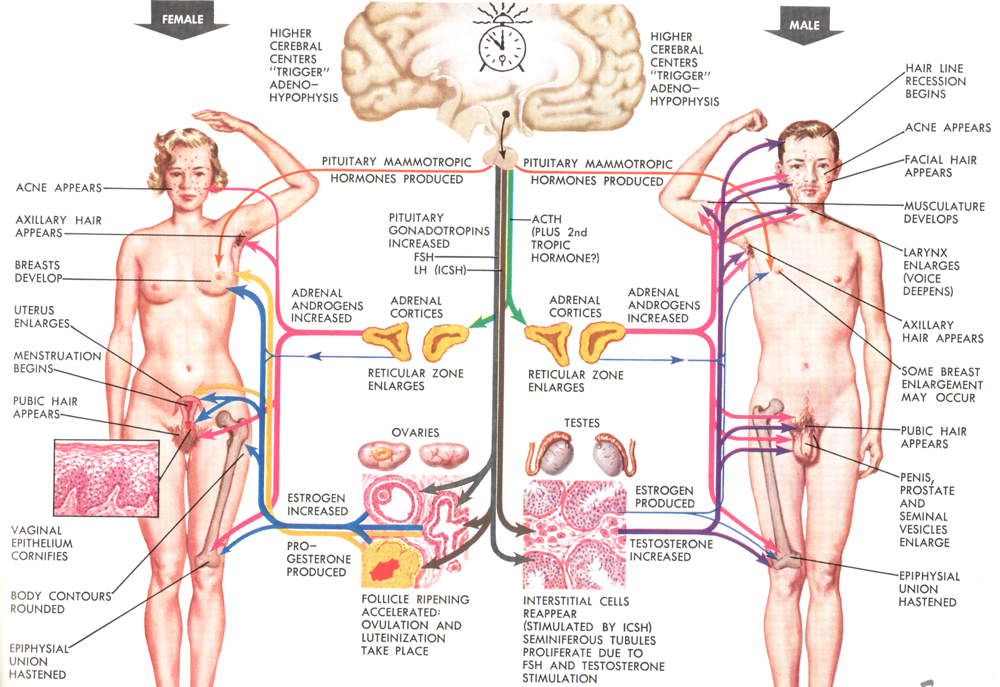 FEMALE
MALE
HIGHER
CEREBRAL
CENTERS
"TRIGGER"
ADENO-
HYPOPHYSIS
HIGHER
CEREBRAL
CENTERS
"TRIGGER"
ADENO-
HYPOPHYSIS
PITUITARY MAMMOTROPIC
HORMONES PRODUCED
PITUITARY MAMMOTROPIC
HORMONES PRODUCED
ACNE APPEARS
AXILLARY HAIR
APPEARS
BREASTS
DEVELOP
UTERUS
ENLARGES
MENSTRUATION
BEGINS
PUBIC HAIR
APPEARS
VAGINAL
EPITHELIUM
CORNIFIES
BODY CONTOURS
ROUNDED
EPIPHYSIAL
UNION
HASTENED
PITUITARY
GONADOTROPINS
INCREASED
FSH
LH (ICSH)
ACTH
(PLUS 2nd
TROPIC
HORMONE?)
ADRENAL
ANDROGENS
INCREASED
ADRENAL
CORTICES
ADRENAL
CORTICES
ADRENAL
ANDROGENS
INCREASED
RETICULAR ZONE
ENLARGES
RETICULAR ZONE
ENLARGES
OVARIES
TESTES
ESTROGEN
INCREASED
PRO-
GESTERONE
PRODUCED
ESTROGEN
PRODUCED
TESTOSTERONE
INCREASED
FOLLICLE RIPENING
ACCELERATED:
OVULATION AND
LUTEINIZATION
TAKE PLACE
INTERSTITIAL CELLS
REAPPEAR
(STIMULATED BY ICSH)
SEMINIFEROUS TUBULES
PROLIFERATE DUE TO
FSH AND TESTOSTERONE
STIMULATION
HAIR LINE
RECESSION
BEGINS
ACNE APPEARS
FACIAL HAIR
APPEARS
MUSCULATURE
DEVELOPS
LARYNX
ENLARGES
(VOICE
DEEPENS)
AXILLARY
HAIR APPEARS
SOME BREAST
ENLARGEMENT
MAY OCCUR
PUBIC HAIR
APPEARS
PENIS,
PROSTATE
AND
SEMINAL
VESICLES
ENLARGE
EPIPHYSIAL
UNION
HASTENED